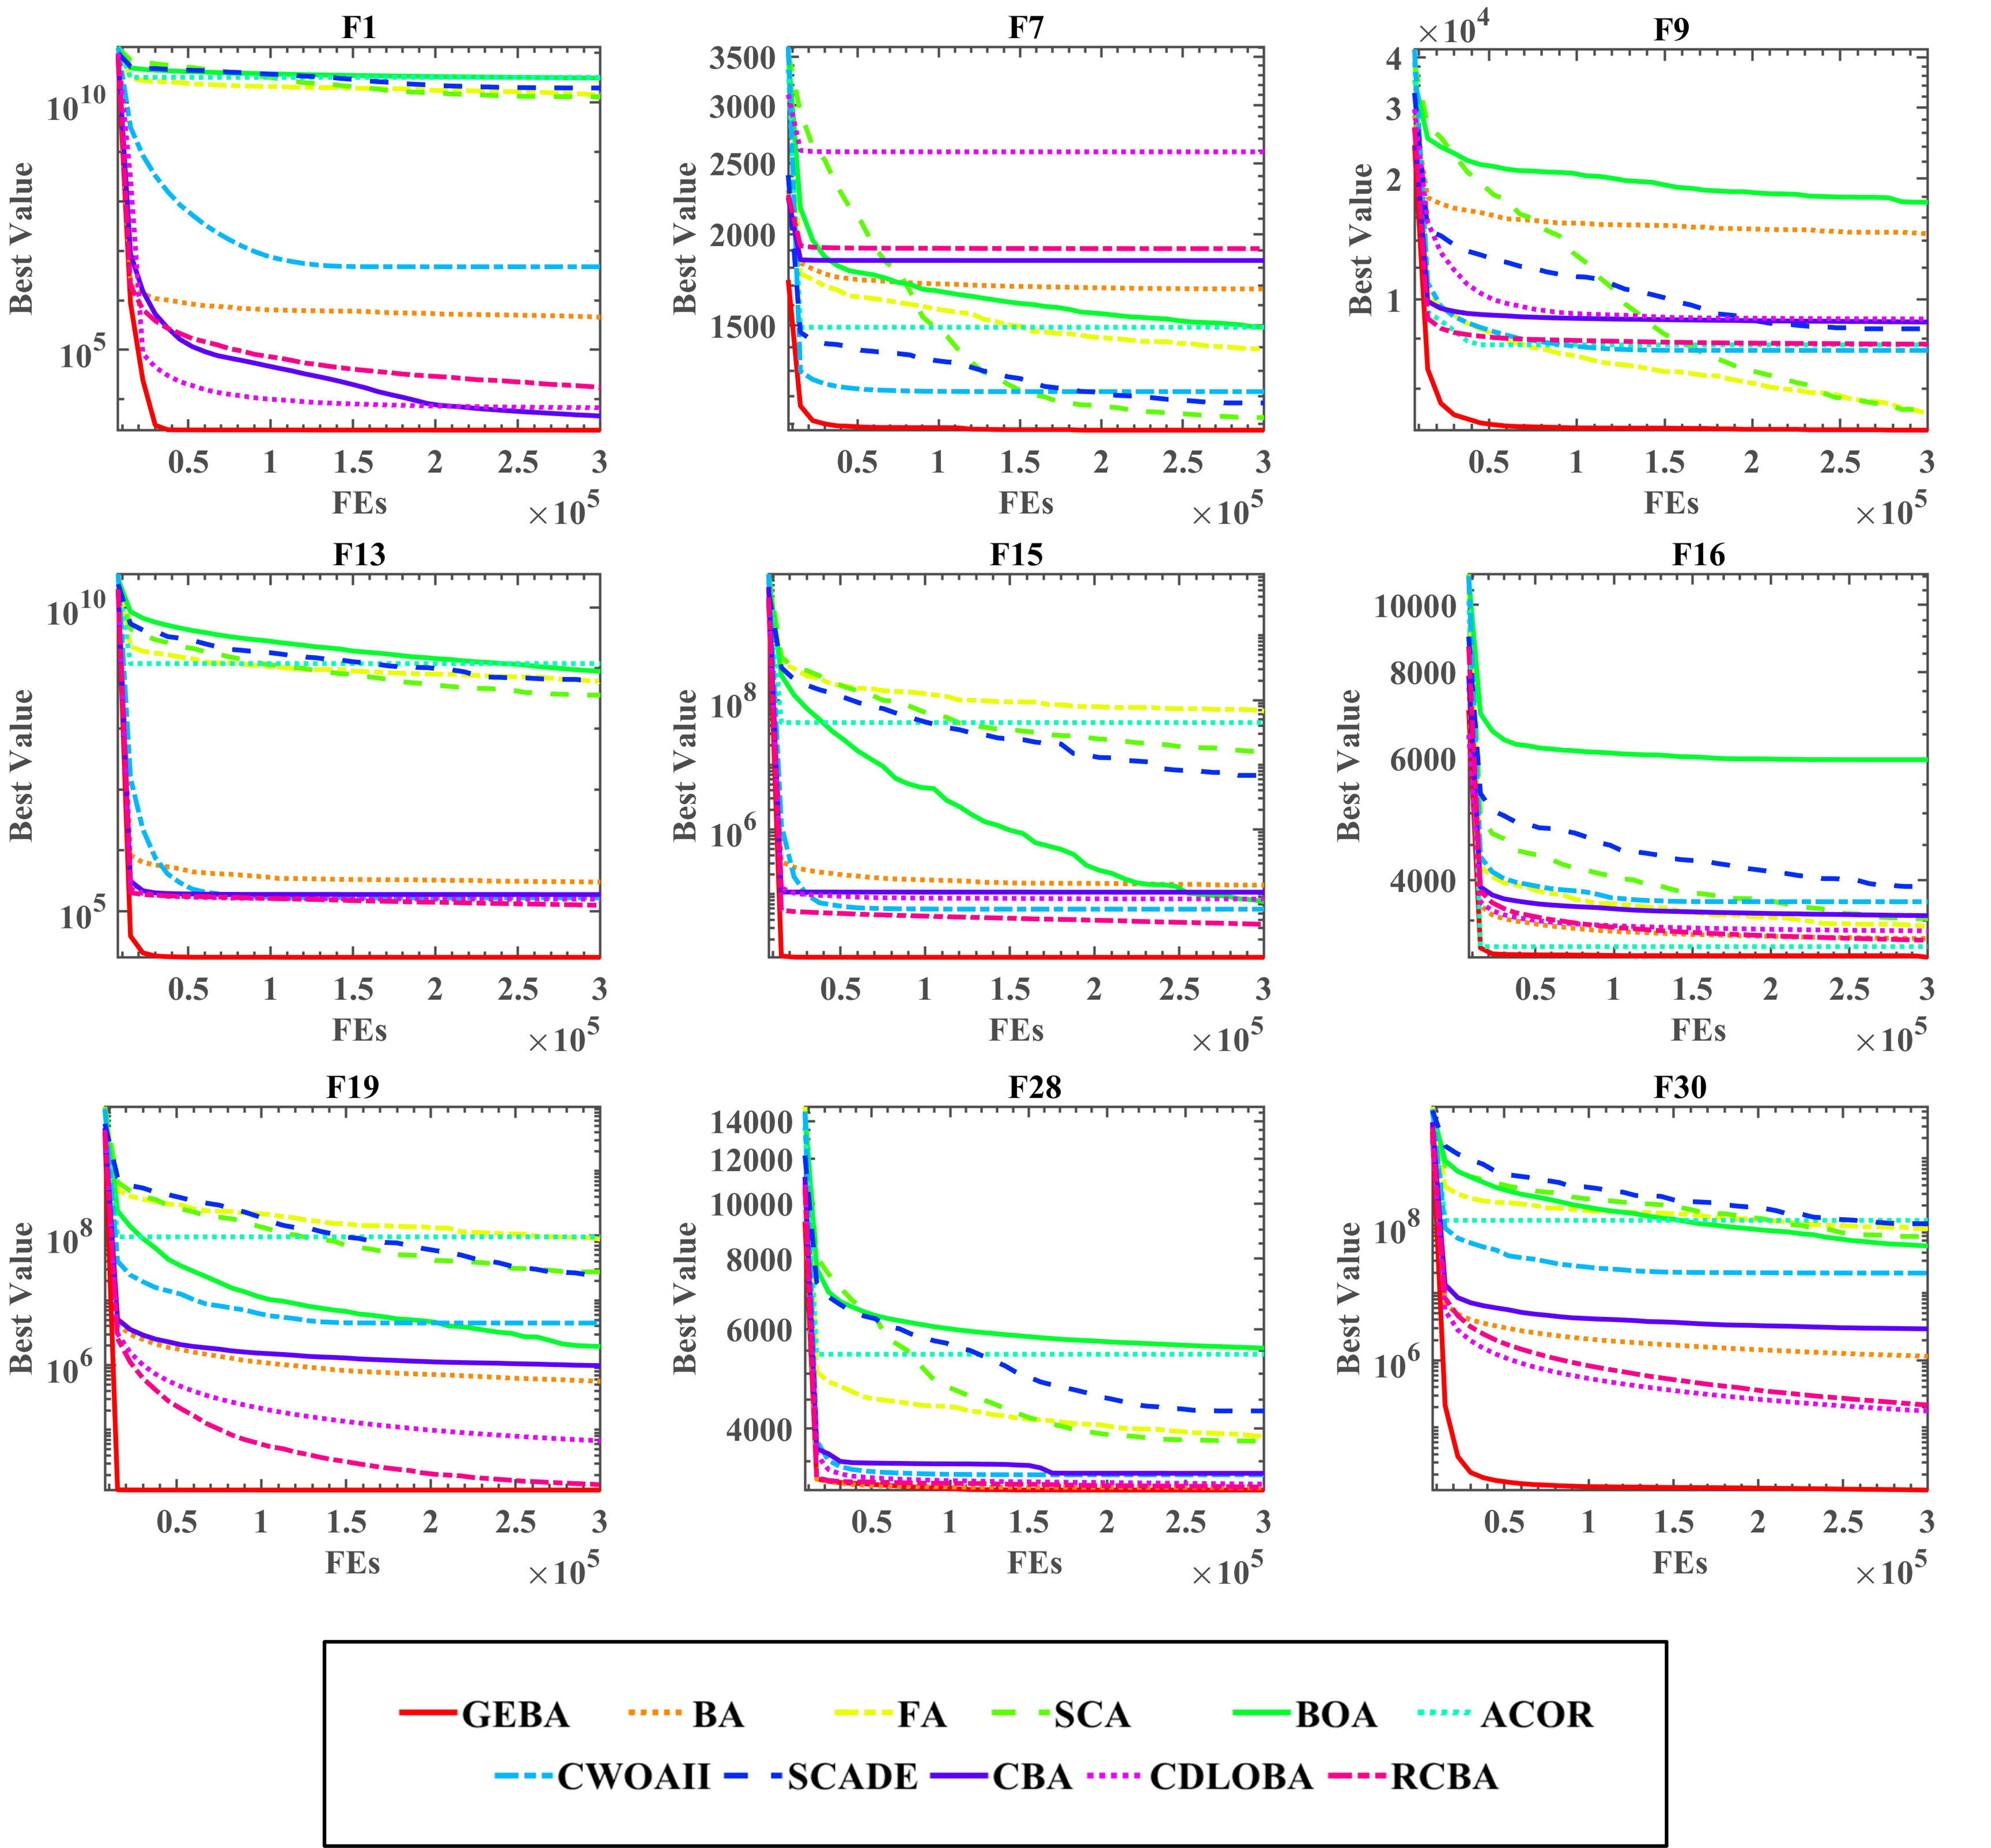 F1
10^10
10^5
Best Value
0.5 1 1.5 2 2.5 3
FEs
×10^5
F7
3500
3000
2500
2000
1500
Best Value
0.5 1 1.5 2 2.5 3
FEs
×10^5
F9
×10^4
4
3
2
1
Best Value
0.5 1 1.5 2 2.5 3
FEs
×10^5
F13
10^10
10^5
Best Value
0.5 1 1.5 2 2.5 3
FEs
×10^5
F15
10^8
10^6
Best Value
0.5 1 1.5 2 2.5 3
FEs
×10^5
F16
10000
8000
6000
4000
Best Value
0.5 1 1.5 2 2.5 3
FEs
×10^5
F19
10^8
10^6
Best Value
0.5 1 1.5 2 2.5 3
FEs
×10^5
F28
14000
12000
10000
8000
6000
4000
Best Value
0.5 1 1.5 2 2.5 3
FEs
×10^5
F30
10^8
10^6
Best Value
0.5 1 1.5 2 2.5 3
FEs
×10^5
GEBA BA FA SCA BOA ACOR
CWOAII SCADE CBA CDLOBA RCBA